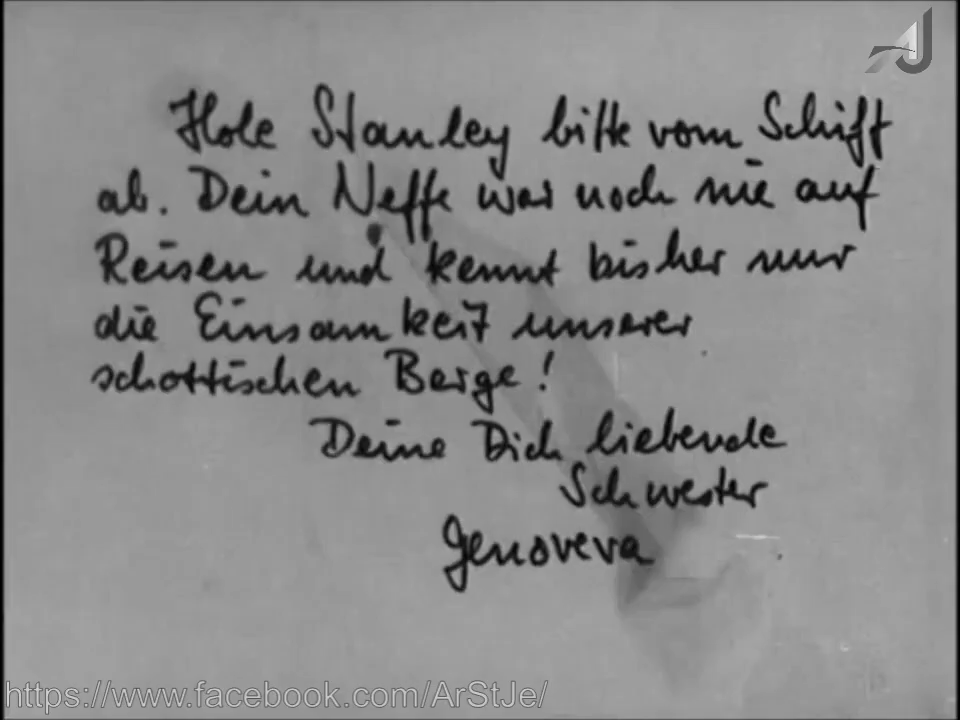 Hole Stanley bitte vom Schiff
ab. Dein Neffe war noch nie auf
Reisen und kennt bisher nur
die Einsamkeit unserer
schottischen Berge!
Deine Dich liebende
Schwester
Genoveva
https://www.facebook.com/ArStJe/